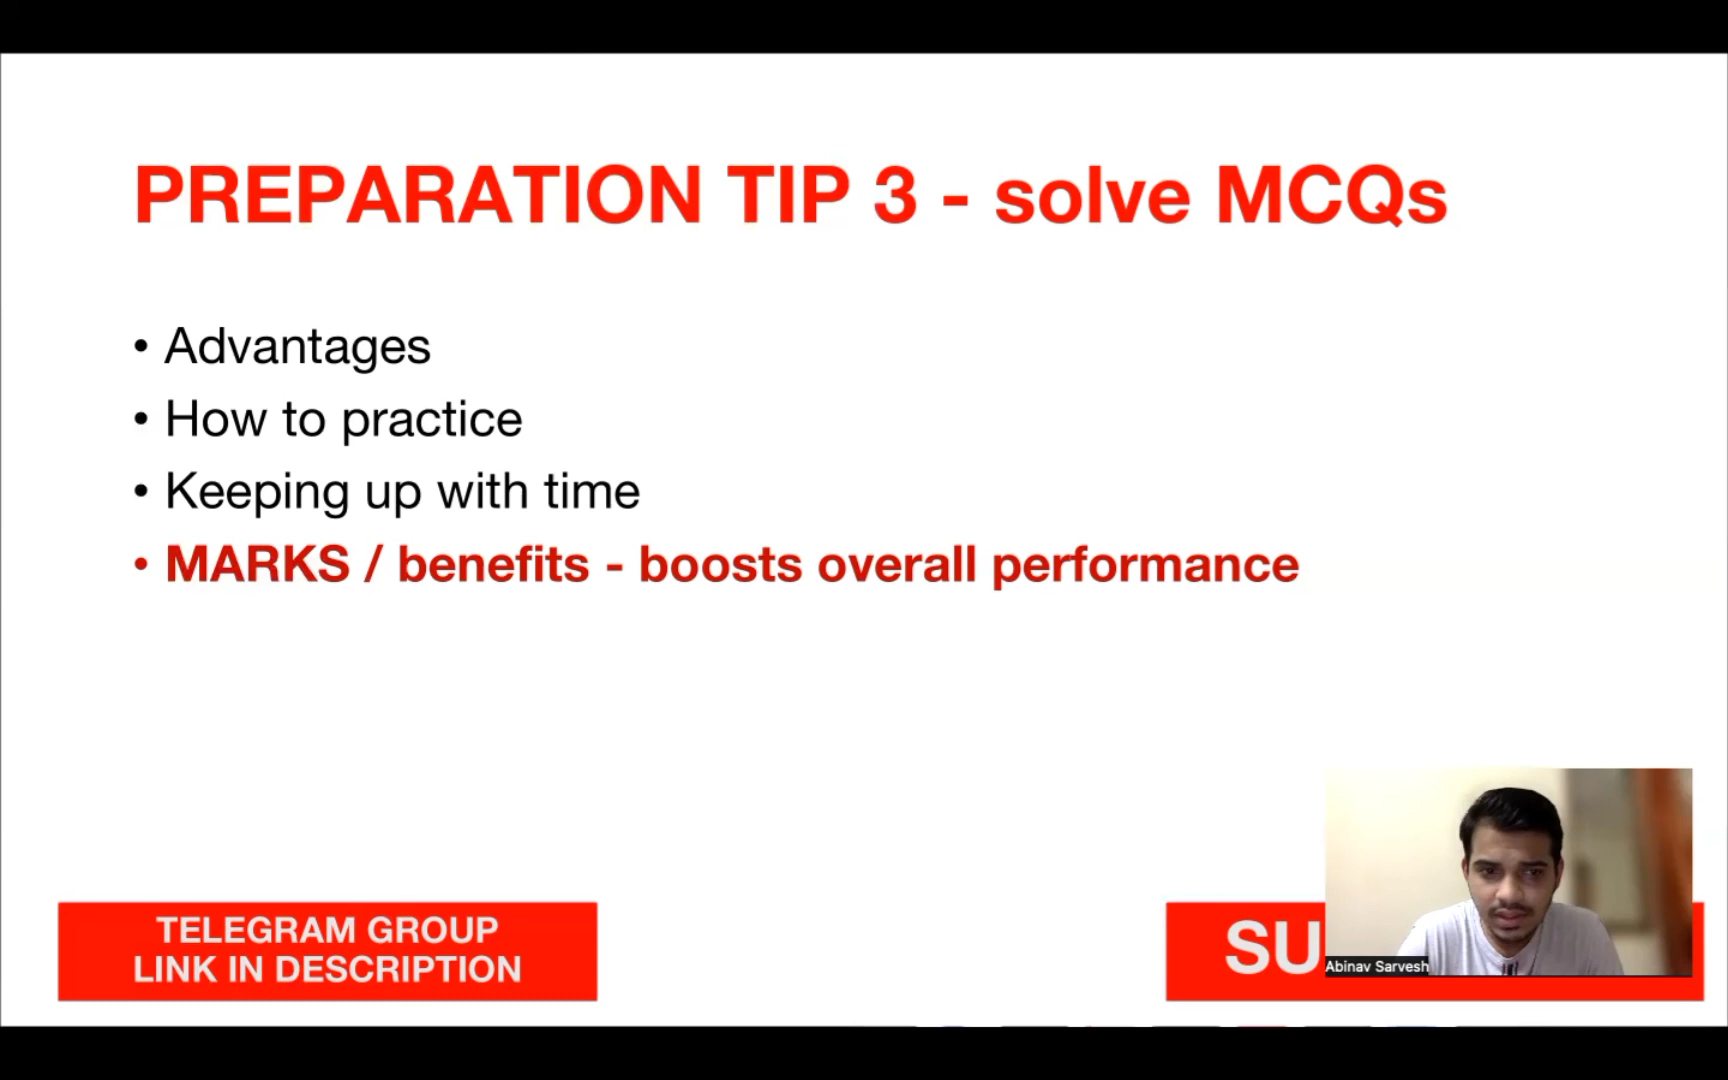 PREPARATION TIP 3 - solve MCQs
• Advantages
• How to practice
• Keeping up with time
• MARKS / benefits - boosts overall performance
TELEGRAM GROUP
LINK IN DESCRIPTION
SU
Abinav Sarvesh